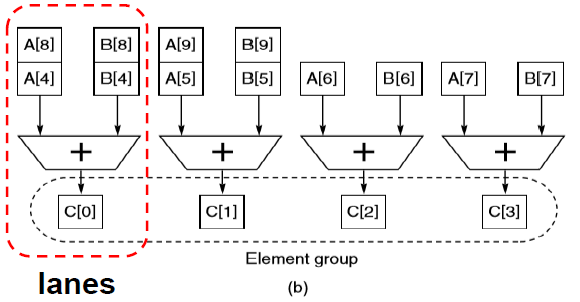 A[8] B[8] A[9] B[9]
A[4] B[4] A[5] B[5] A[6] B[6] A[7] B[7]
+ + + +
C[0] C[1] C[2] C[3]
Element group
lanes
(b)